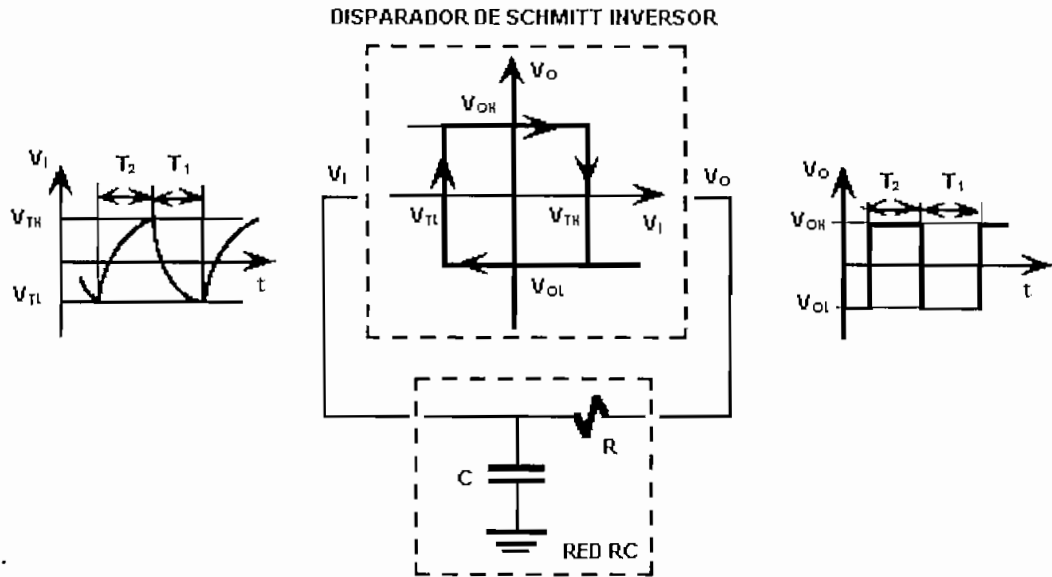 DISPARADOR DE SCHMITT INVERSOR
VO
VOH
VI
T2
T1
VTH
VTL
t
VI
VTL
VTH
VI
VOL
VO
VO
T2
T1
VOH
VOL
t
R
C
RED RC